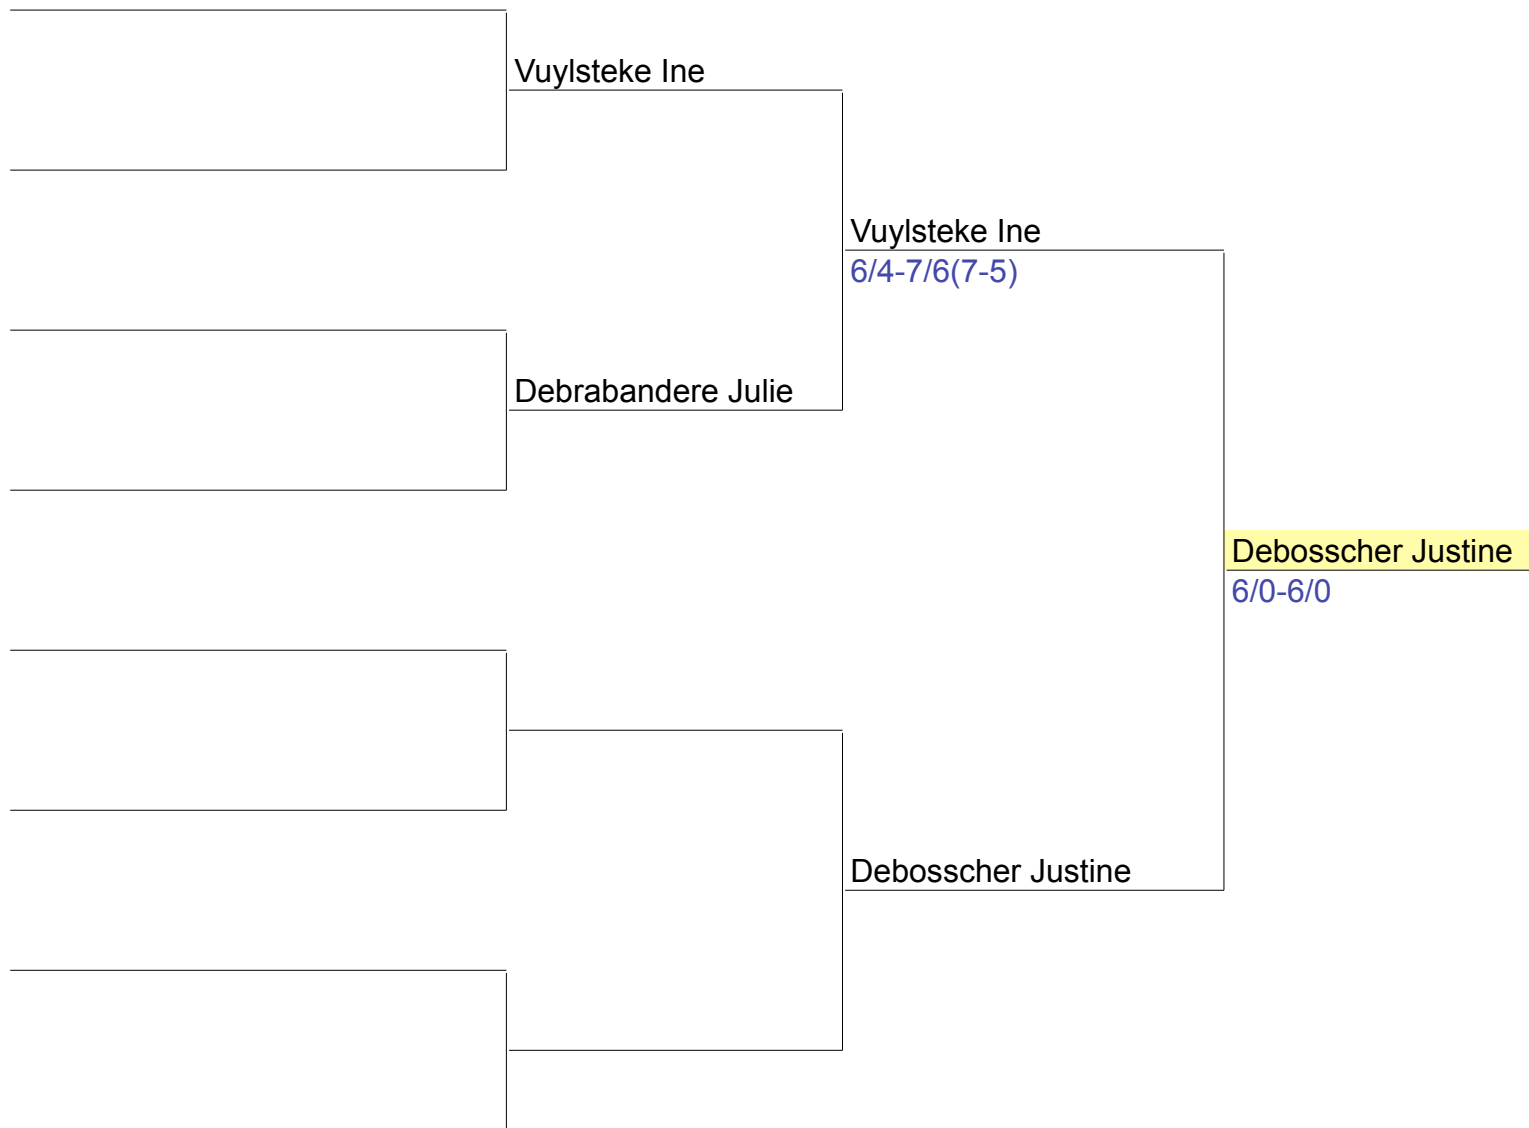 Vuylsteke Ine
Vuylsteke Ine
6/4-7/6(7-5)
Debrabandere Julie
Debosscher Justine
6/0-6/0
Debosscher Justine